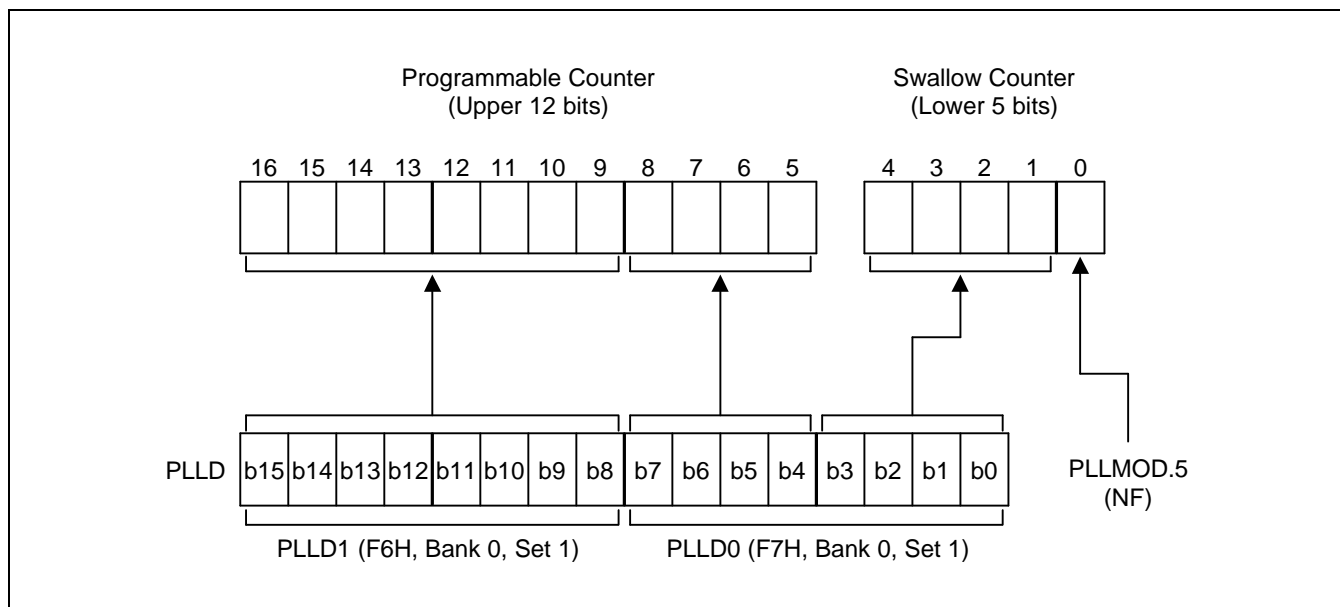 Programmable Counter
(Upper 12 bits)
Swallow Counter
(Lower 5 bits)
16 15 14 13 12 11 10 9 8 7 6 5 4 3 2 1 0
PLLD b15 b14 b13 b12 b11 b10 b9 b8 b7 b6 b5 b4 b3 b2 b1 b0
PLLMOD.5
(NF)
PLLD1 (F6H, Bank 0, Set 1) PLLD0 (F7H, Bank 0, Set 1)